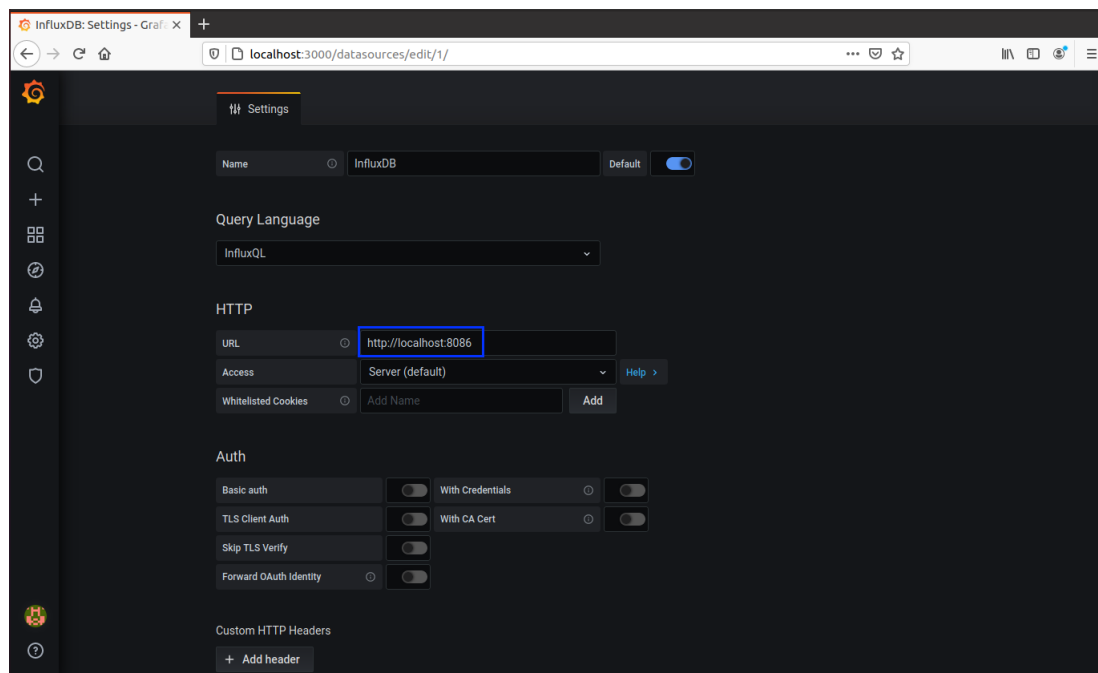 InfluxDB: Settings - Grafa
localhost:3000/datasources/edit/1/
Settings
Name InfluxDB Default
Query Language
InfluxQL
HTTP
URL http://localhost:8086
Access Server (default) Help >
Whitelisted Cookies Add Name Add
Auth
Basic auth With Credentials
TLS Client Auth With CA Cert
Skip TLS Verify
Forward OAuth Identity
Custom HTTP Headers
+ Add header